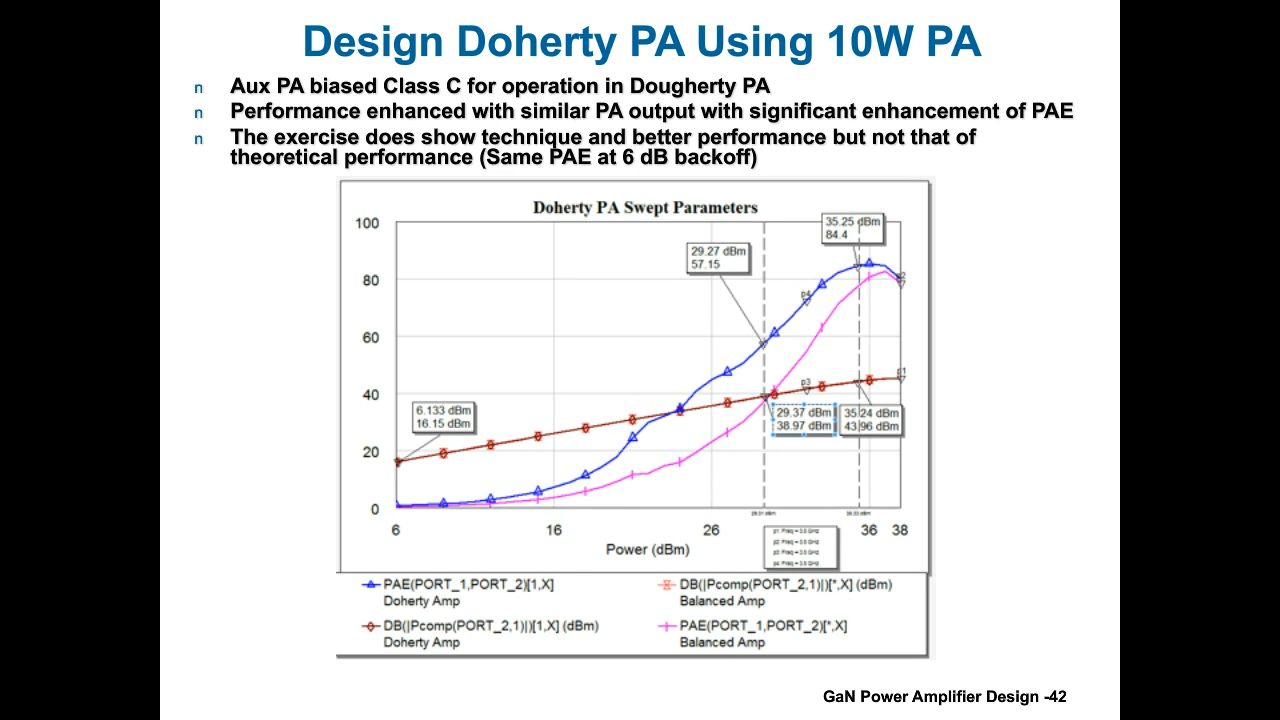 Design Doherty PA Using 10W PA
n Aux PA biased Class C for operation in Dougherty PA
n Performance enhanced with similar PA output with significant enhancement of PAE
n The exercise does show technique and better performance but not that of
theoretical performance (Same PAE at 6 dB backoff)
Doherty PA Swept Parameters
100
80
60
40
20
0
35.25 dBm
84.4
29.27 dBm
57.15
p2
p4
p1
p3
6.133 dBm
16.15 dBm
29.37 dBm
38.97 dBm
35.24 dBm
43.96 dBm
6
16
26
36
38
Power (dBm)
PAE(PORT_1,PORT_2)[1,X]
Doherty Amp
DB(|Pcomp(PORT_2,1)|)[*,X] (dBm)
Balanced Amp
DB(|Pcomp(PORT_2,1)|)[1,X] (dBm)
Doherty Amp
PAE(PORT_1,PORT_2)[*,X]
Balanced Amp
GaN Power Amplifier Design -42